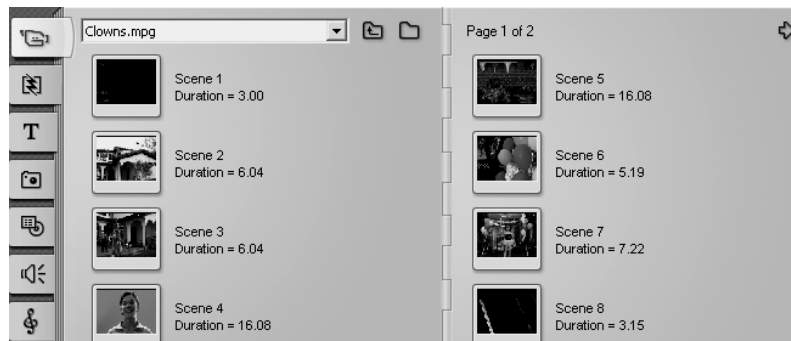 Clowns.mpg
Scene 1
Duration = 3.00
Scene 2
Duration = 6.04
Scene 3
Duration = 6.04
Scene 4
Duration = 16.08
T
Page 1 of 2
Scene 5
Duration = 16.08
Scene 6
Duration = 5.19
Scene 7
Duration = 7.22
Scene 8
Duration = 3.15